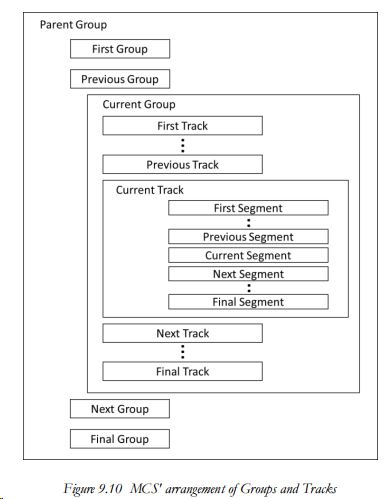 Parent Group
First Group
Previous Group
Current Group
First Track
Previous Track
Current Track
First Segment
Previous Segment
Current Segment
Next Segment
Final Segment
Next Track
Final Track
Next Group
Final Group
Figure 9.10 MCS' arrangement of Groups and Tracks